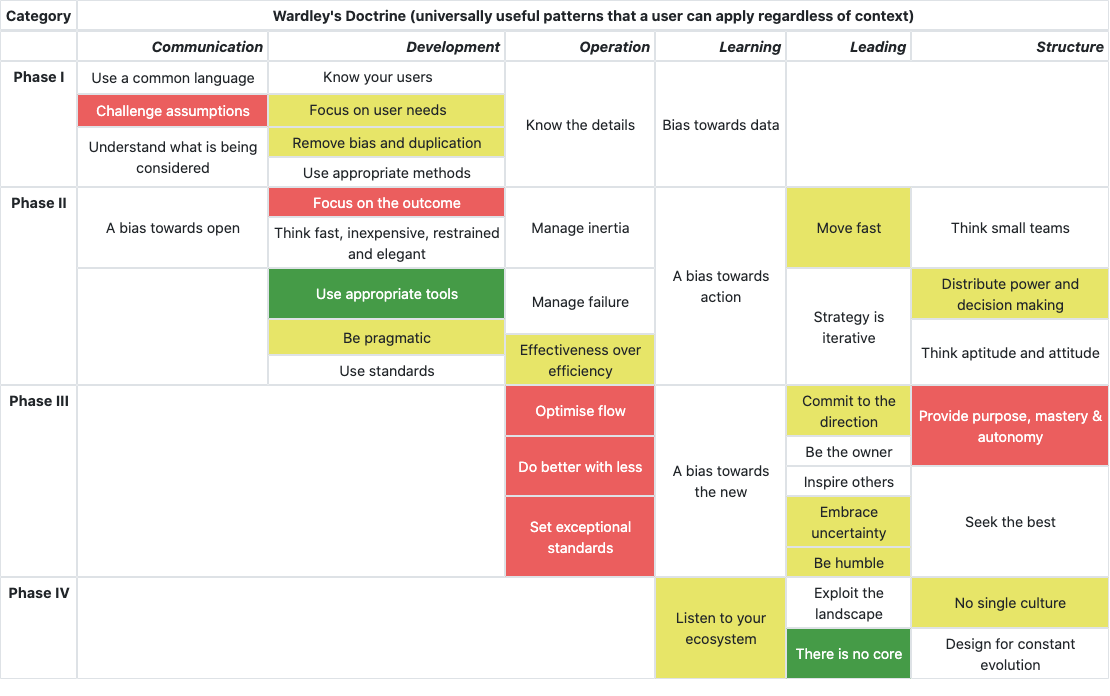 Category
Wardley's Doctrine (universally useful patterns that a user can apply regardless of context)
Communication
Development
Operation
Learning
Leading
Structure
Phase I
Use a common language
Challenge assumptions
Understand what is being
considered
Know your users
Focus on user needs
Remove bias and duplication
Use appropriate methods
Know the details
Bias towards data
Phase II
A bias towards open
Focus on the outcome
Think fast, inexpensive, restrained
and elegant
Use appropriate tools
Be pragmatic
Use standards
Manage inertia
Manage failure
Effectiveness over
efficiency
A bias towards
action
Move fast
Strategy is
iterative
Think small teams
Distribute power and
decision making
Think aptitude and attitude
Phase III
Optimise flow
Do better with less
Set exceptional
standards
A bias towards
the new
Commit to the
direction
Be the owner
Inspire others
Embrace
uncertainty
Be humble
Provide purpose, mastery &
autonomy
Seek the best
Phase IV
Listen to your
ecosystem
Exploit the
landscape
There is no core
No single culture
Design for constant
evolution